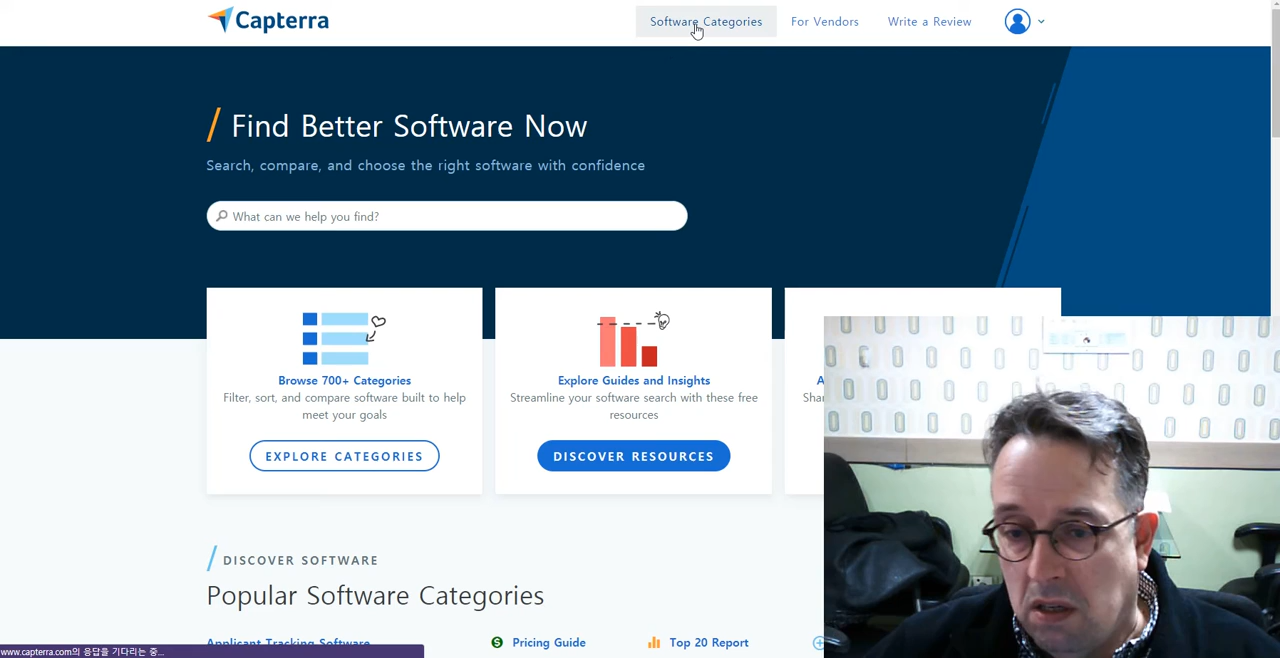 Capterra
Software Categories
For Vendors
Write a Review
Find Better Software Now
Search, compare, and choose the right software with confidence
What can we help you find?
Browse 700+ Categories
Filter, sort, and compare software built to help
meet your goals
EXPLORE CATEGORIES
Explore Guides and Insights
Streamline your software search with these free
resources
DISCOVER RESOURCES
DISCOVER SOFTWARE
Popular Software Categories
Applicant Tracking Software
Pricing Guide
Top 20 Report
www.capterra.com의 응답을 기다리는 중...